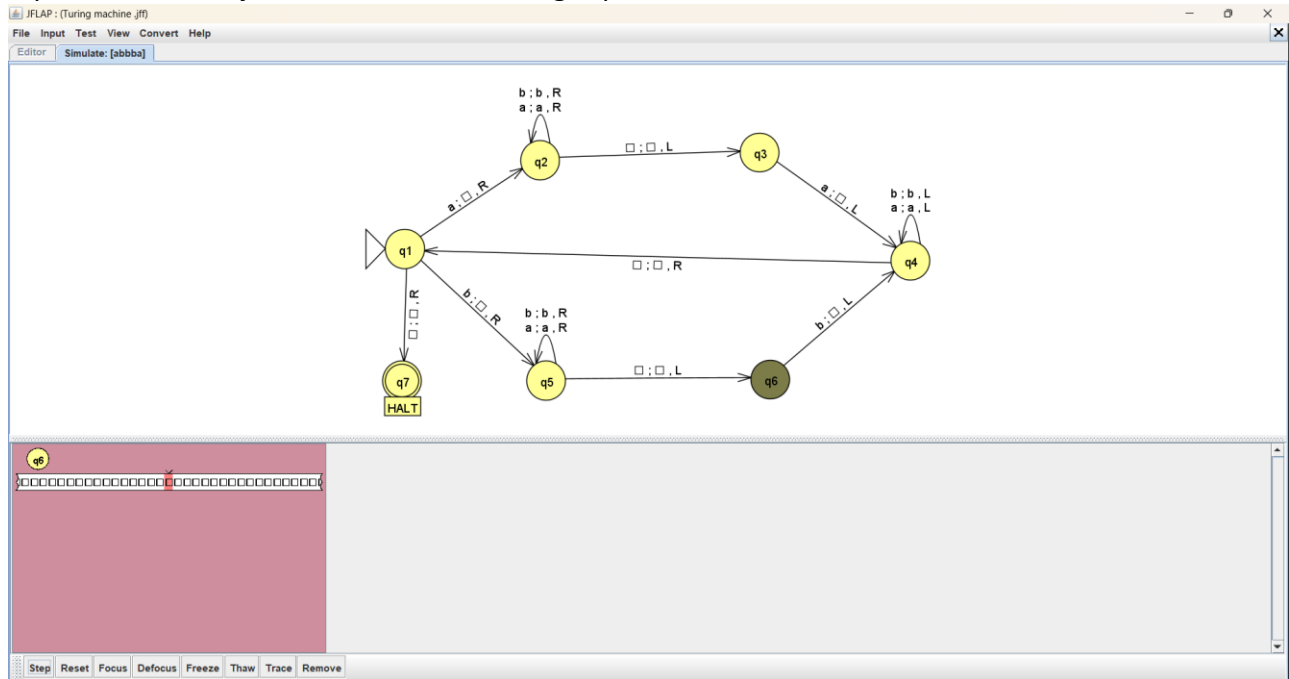 JFLAP : (Turing machine .jff)
File Input Test View Convert Help
Editor Simulate: [abbba]
b ; b , R
a ; a , R
q2
□ ; □ , L
q3
a ; □ , R
a ; □ , L
b ; b , L
a ; a , L
q1
□ ; □ , R
q4
□ ; □ , R
b ; □ , R
b ; b , R
a ; a , R
b ; □ , L
q7
HALT
q5
□ ; □ , L
q6
q6
Step Reset Focus Defocus Freeze Thaw Trace Remove